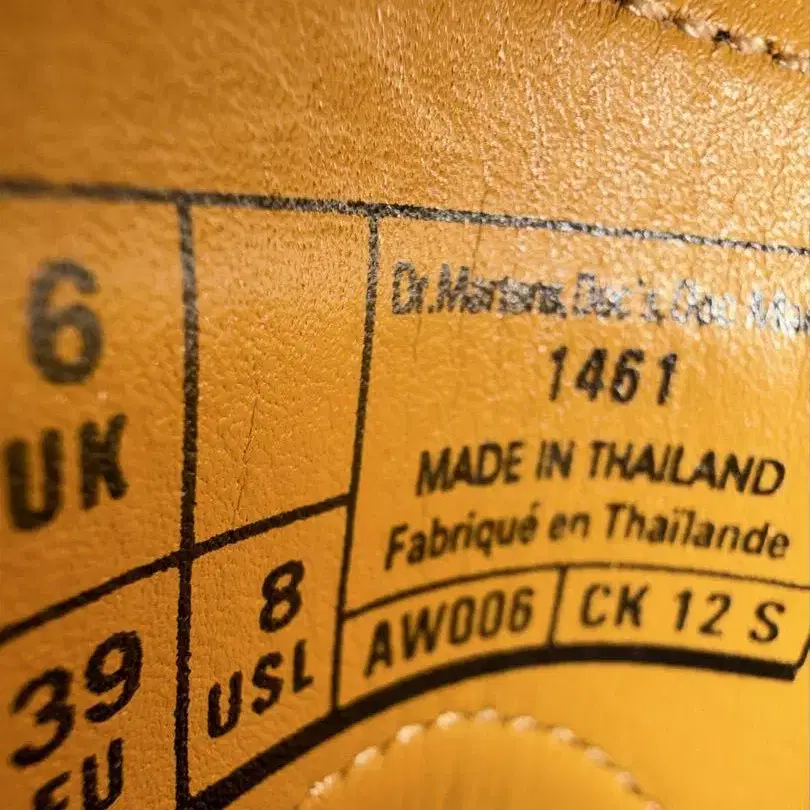 6
UK
39
EU
8
USL
Dr.Martens, Doc's, Doc Mar
1461
MADE IN THAILAND
Fabriqué en Thaïlande
AW006
CK 12 S